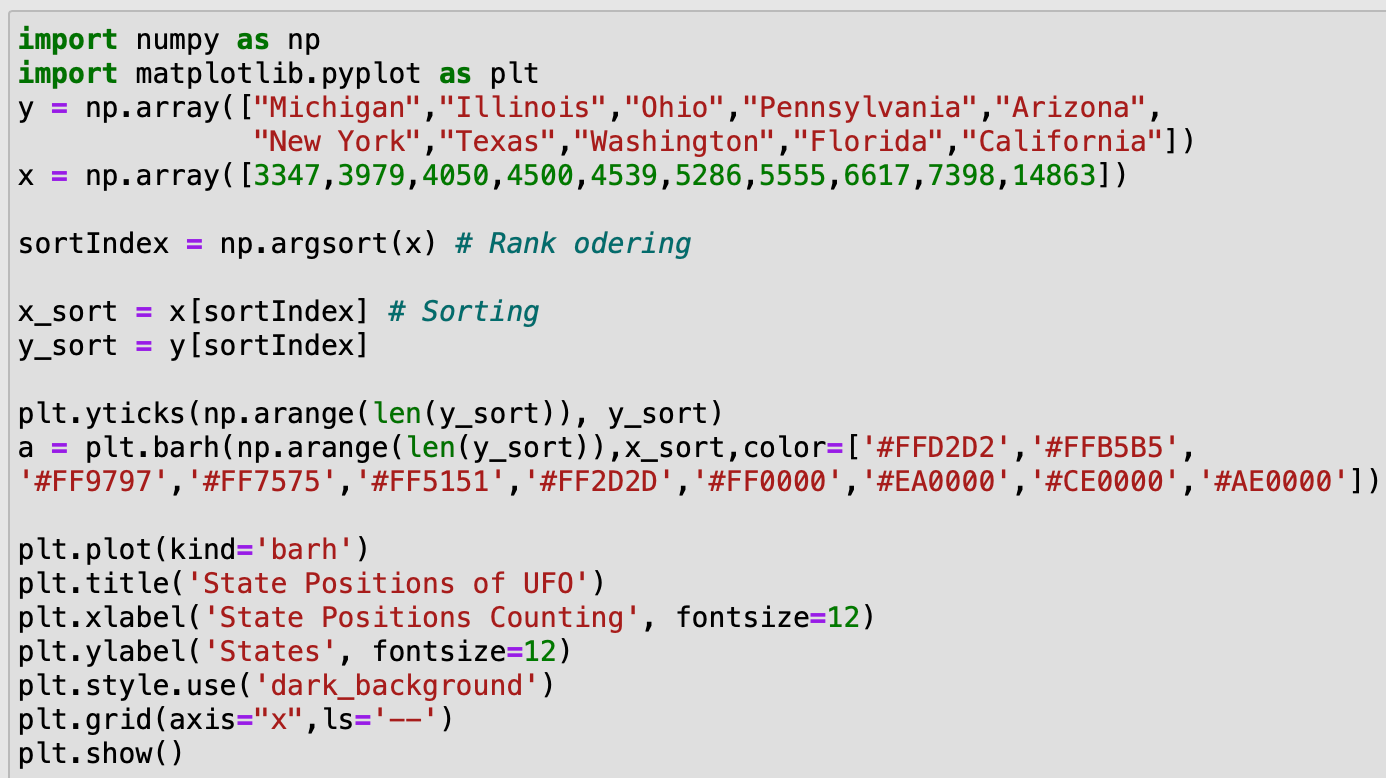 import numpy as np
import matplotlib.pyplot as plt
y = np.array(["Michigan","Illinois","Ohio","Pennsylvania","Arizona",
              "New York","Texas","Washington","Florida","California"])
x = np.array([3347,3979,4050,4500,4539,5286,5555,6617,7398,14863])

sortIndex = np.argsort(x) # Rank odering

x_sort = x[sortIndex] # Sorting
y_sort = y[sortIndex]

plt.yticks(np.arange(len(y_sort)), y_sort)
a = plt.barh(np.arange(len(y_sort)),x_sort,color=['#FFD2D2','#FFB5B5',
'#FF9797','#FF7575','#FF5151','#FF2D2D','#FF0000','#EA0000','#CE0000','#AE0000'])

plt.plot(kind='barh')
plt.title('State Positions of UFO')
plt.xlabel('State Positions Counting', fontsize=12)
plt.ylabel('States', fontsize=12)
plt.style.use('dark_background')
plt.grid(axis="x",ls='--')
plt.show()